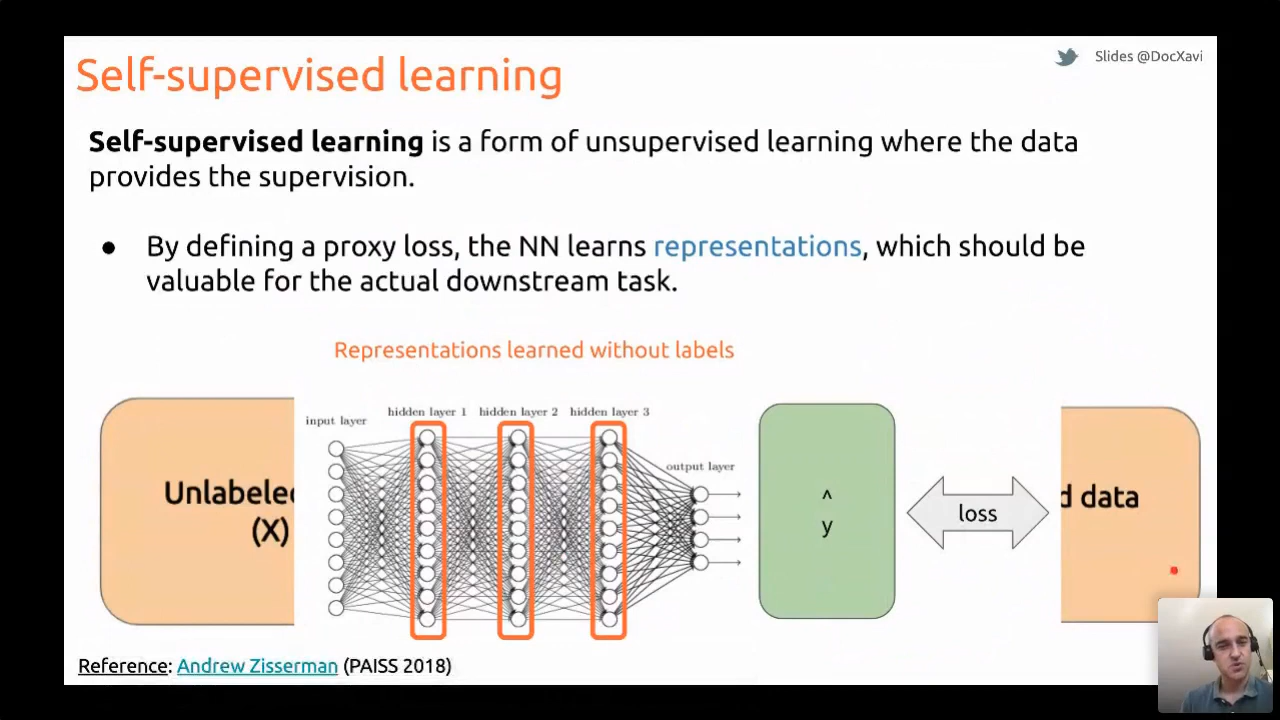 Self-supervised learning
Slides @DocXavi
Self-supervised learning is a form of unsupervised learning where the data
provides the supervision.
● By defining a proxy loss, the NN learns representations, which should be
valuable for the actual downstream task.
Representations learned without labels
input layer
hidden layer 1 hidden layer 2 hidden layer 3
output layer
(X)
^
y
loss
d data
Reference: Andrew Zisserman (PAISS 2018)